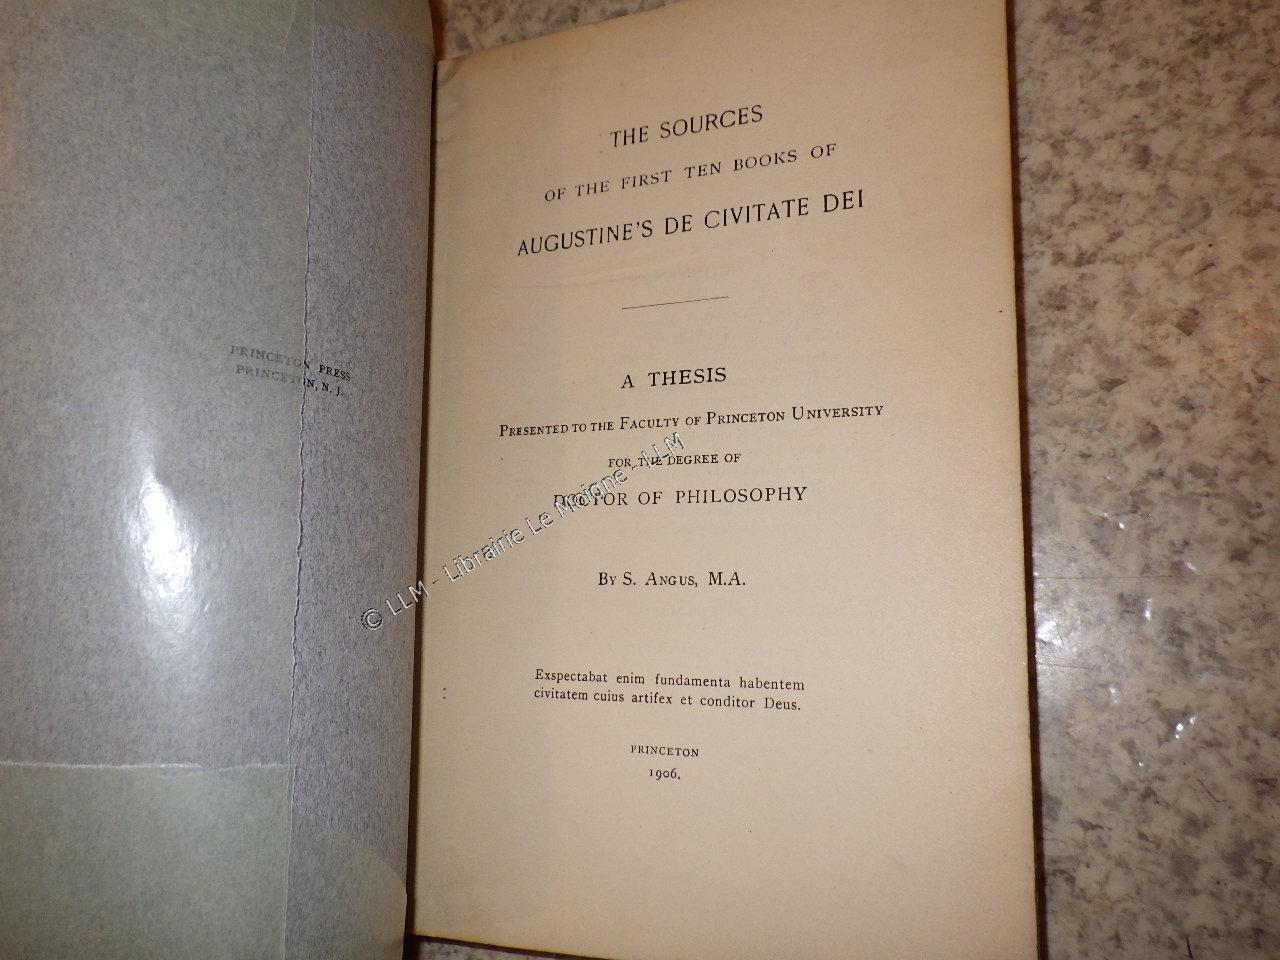 PRINCETON PRESS
PRINCETON, N. J.
THE SOURCES
OF THE FIRST TEN BOOKS OF
AUGUSTINE'S DE CIVITATE DEI
A THESIS
PRESENTED TO THE FACULTY OF PRINCETON UNIVERSITY
FOR THE DEGREE OF
DOCTOR OF PHILOSOPHY
BY S. ANGUS, M.A.
Exspectabat enim fundamenta habentem
civitatem cuius artifex et conditor Deus.
PRINCETON
1906.
© LLM - Librairie Le Moigne - LLM